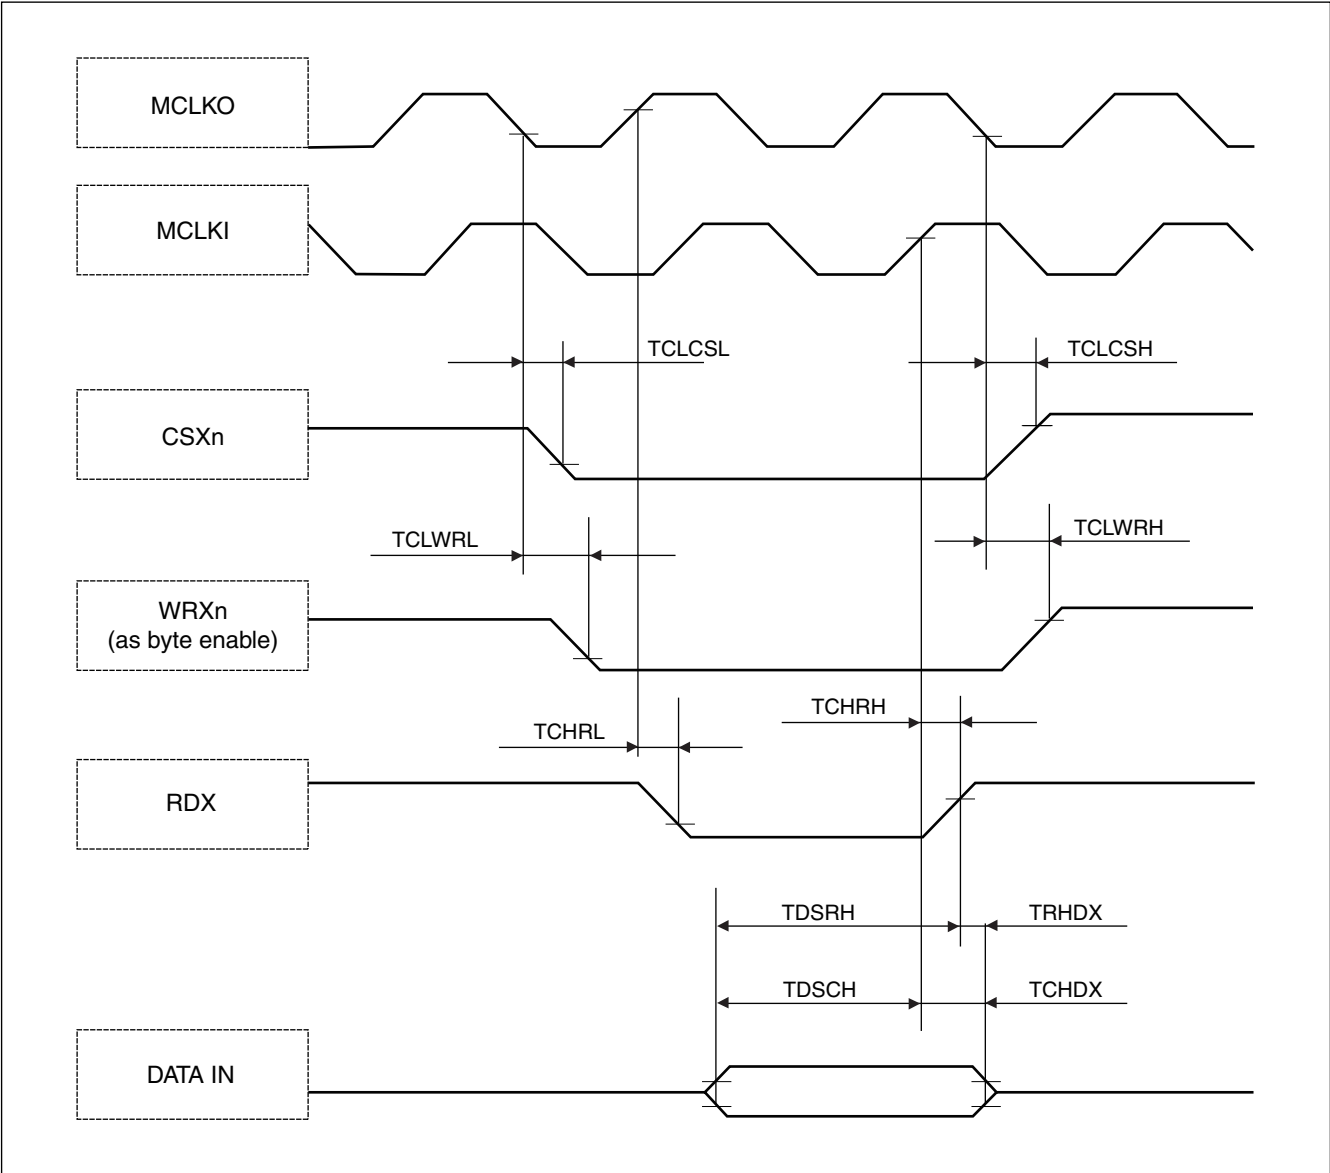 MCLKO
MCLKI
TCLCSL
TCLCSH
CSXn
TCLWRL
TCLWRH
WRXn
(as byte enable)
TCHRH
TCHRL
RDX
TDSRH
TRHDX
TDSCH
TCHDX
DATA IN